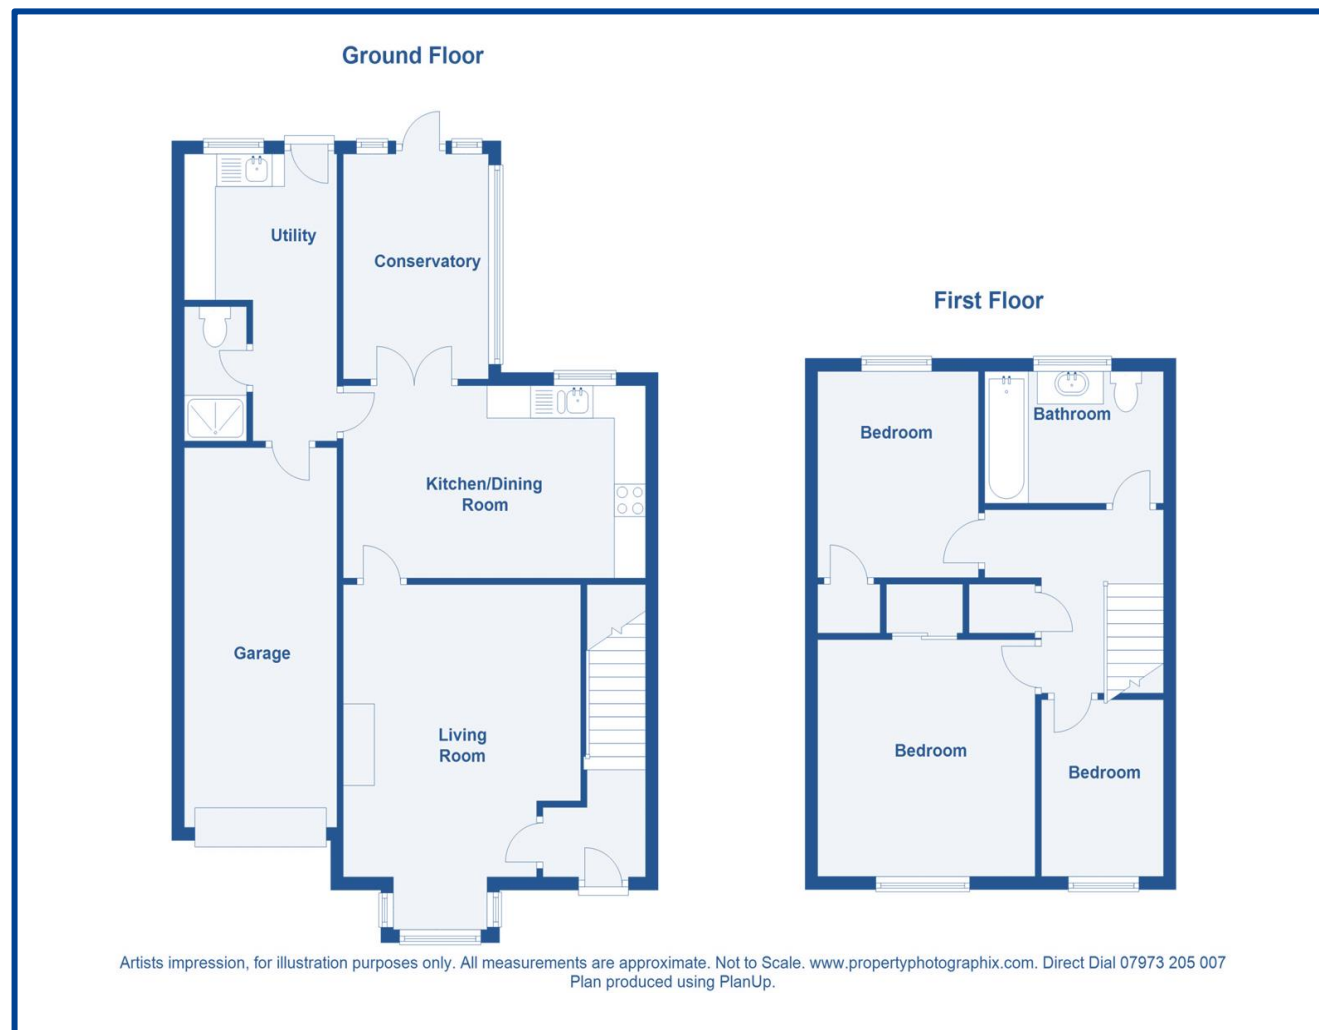 Ground Floor
Utility
Conservatory
Kitchen/Dining
Room
Garage
Living
Room
First Floor
Bedroom
Bathroom
Bedroom
Bedroom
Artists impression, for illustration purposes only. All measurements are approximate. Not to Scale. www.propertyphotographix.com. Direct Dial 07973 205 007
Plan produced using PlanUp.